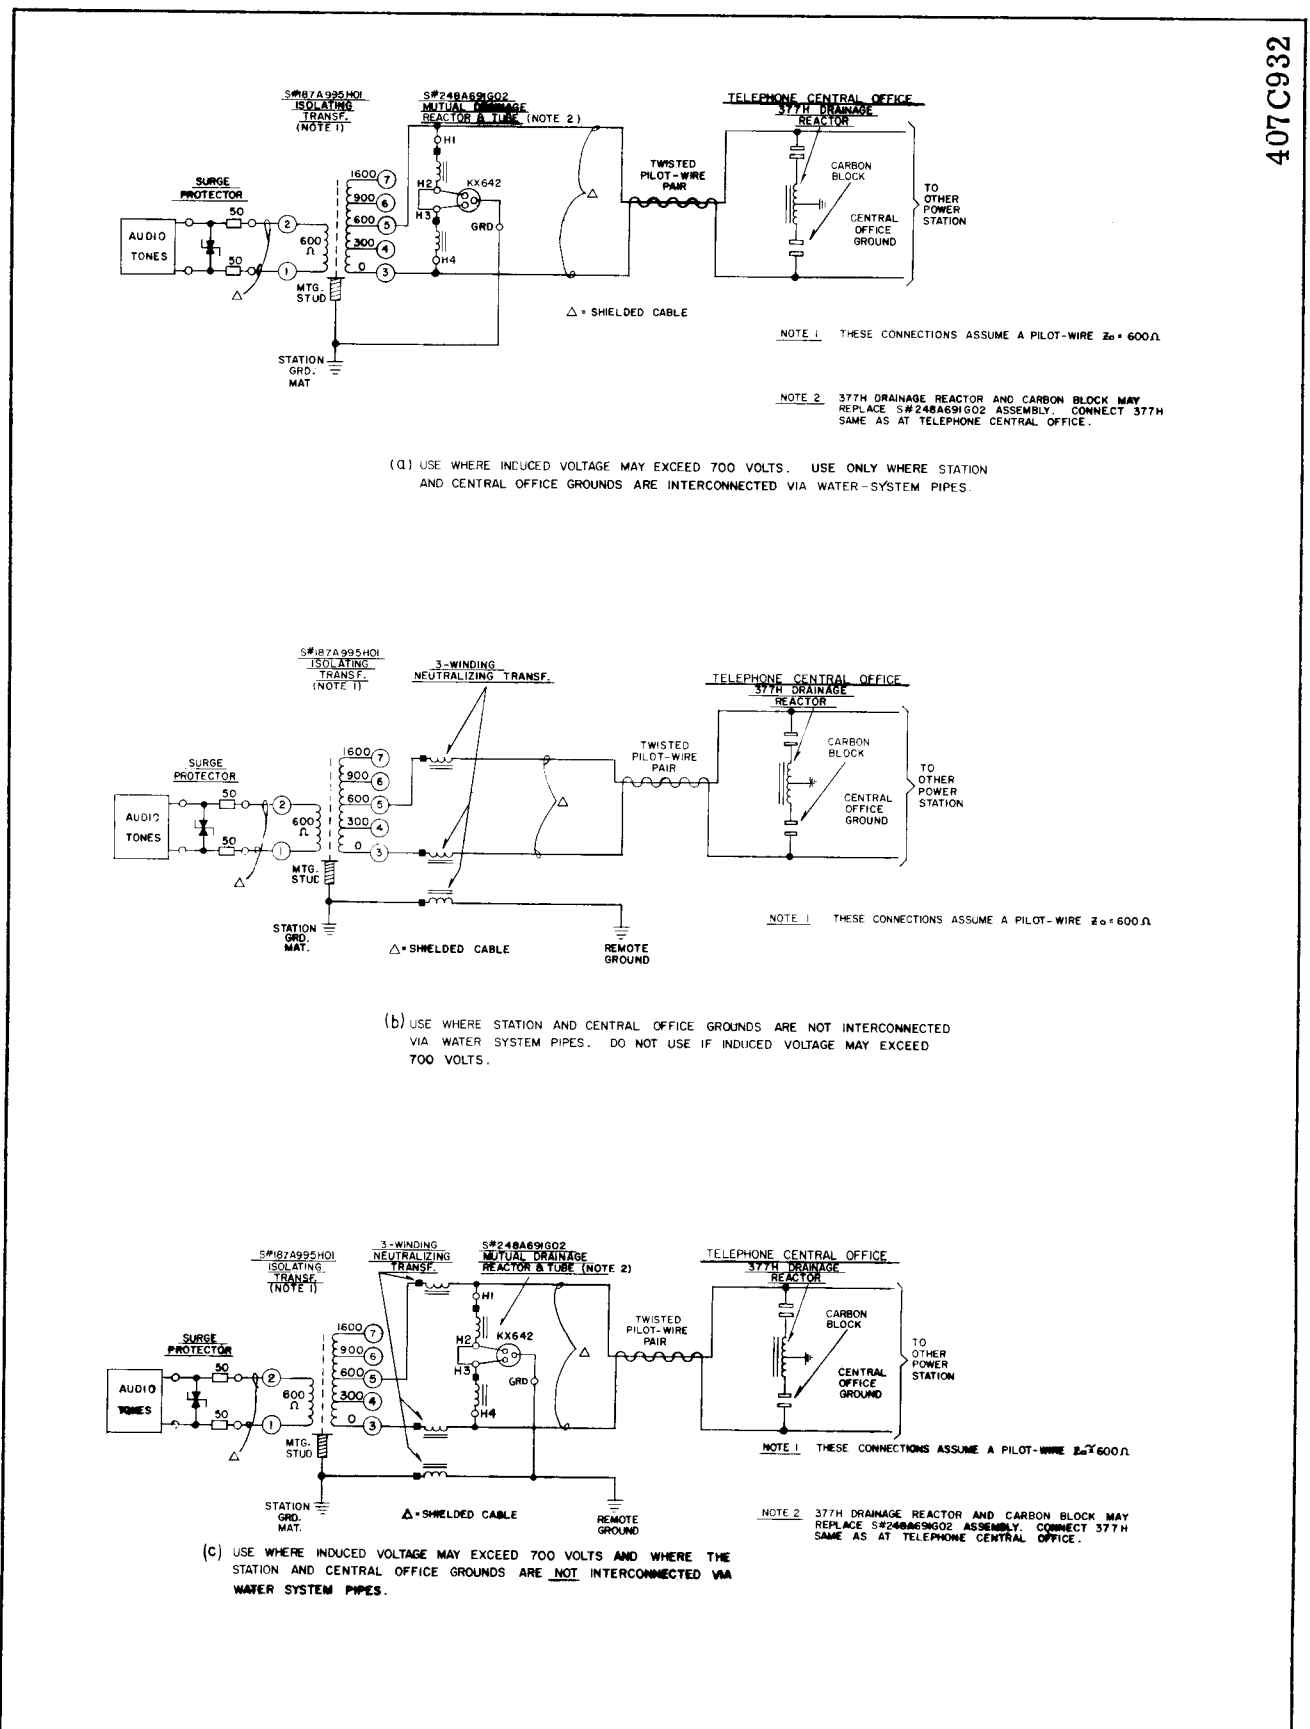 407C932
S#187A995H01
ISOLATING
TRANSF.
(NOTE 1)
S#248A691G02
MUTUAL DRAINAGE
REACTOR & TUBE (NOTE 2)
TELEPHONE CENTRAL OFFICE
377H DRAINAGE
REACTOR
SURGE
PROTECTOR
AUDIO
TONES
50
50
2
1
600
Ω
1600 7
900 6
600 5
300 4
0 3
MTG.
STUD
H1
H2
KX642
H3
GRD
H4
△
△
TWISTED
PILOT-WIRE
PAIR
CARBON
BLOCK
CENTRAL
OFFICE
GROUND
TO
OTHER
POWER
STATION
STATION
GRD.
MAT
△ = SHIELDED CABLE
NOTE 1 THESE CONNECTIONS ASSUME A PILOT-WIRE Zo = 600Ω
NOTE 2 377H DRAINAGE REACTOR AND CARBON BLOCK MAY
REPLACE S#248A691G02 ASSEMBLY. CONNECT 377H
SAME AS AT TELEPHONE CENTRAL OFFICE.
(a) USE WHERE INDUCED VOLTAGE MAY EXCEED 700 VOLTS. USE ONLY WHERE STATION
AND CENTRAL OFFICE GROUNDS ARE INTERCONNECTED VIA WATER-SYSTEM PIPES.
S#187A995H01
ISOLATING
TRANSF.
(NOTE 1)
3-WINDING
NEUTRALIZING TRANSF.
TELEPHONE CENTRAL OFFICE
377H DRAINAGE
REACTOR
SURGE
PROTECTOR
AUDIO
TONES
50
50
2
1
600
Ω
1600 7
900 6
600 5
300 4
0 3
MTG.
STUD
△
△
TWISTED
PILOT-WIRE
PAIR
CARBON
BLOCK
CENTRAL
OFFICE
GROUND
TO
OTHER
POWER
STATION
STATION
GRD.
MAT.
△ = SHIELDED CABLE
REMOTE
GROUND
NOTE 1 THESE CONNECTIONS ASSUME A PILOT-WIRE Zo = 600Ω
(b) USE WHERE STATION AND CENTRAL OFFICE GROUNDS ARE NOT INTERCONNECTED
VIA WATER SYSTEM PIPES. DO NOT USE IF INDUCED VOLTAGE MAY EXCEED
700 VOLTS.
S#187A995H01
ISOLATING
TRANSF.
(NOTE 1)
3-WINDING
NEUTRALIZING
TRANSF.
S#248A691G02
MUTUAL DRAINAGE
REACTOR & TUBE (NOTE 2)
TELEPHONE CENTRAL OFFICE
377H DRAINAGE
REACTOR
SURGE
PROTECTOR
AUDIO
TONES
50
50
2
1
600
Ω
1600 7
900 6
600 5
300 4
0 3
MTG.
STUD
H1
H2
KX642
H3
GRD
H4
△
△
TWISTED
PILOT-WIRE
PAIR
CARBON
BLOCK
CENTRAL
OFFICE
GROUND
TO
OTHER
POWER
STATION
STATION
GRD.
MAT.
△ = SHIELDED CABLE
REMOTE
GROUND
NOTE 1 THESE CONNECTIONS ASSUME A PILOT-WIRE Zo ≅ 600Ω
NOTE 2 377H DRAINAGE REACTOR AND CARBON BLOCK MAY
REPLACE S#248A691G02 ASSEMBLY. CONNECT 377H
SAME AS AT TELEPHONE CENTRAL OFFICE.
(c) USE WHERE INDUCED VOLTAGE MAY EXCEED 700 VOLTS AND WHERE THE
STATION AND CENTRAL OFFICE GROUNDS ARE NOT INTERCONNECTED VIA
WATER SYSTEM PIPES.